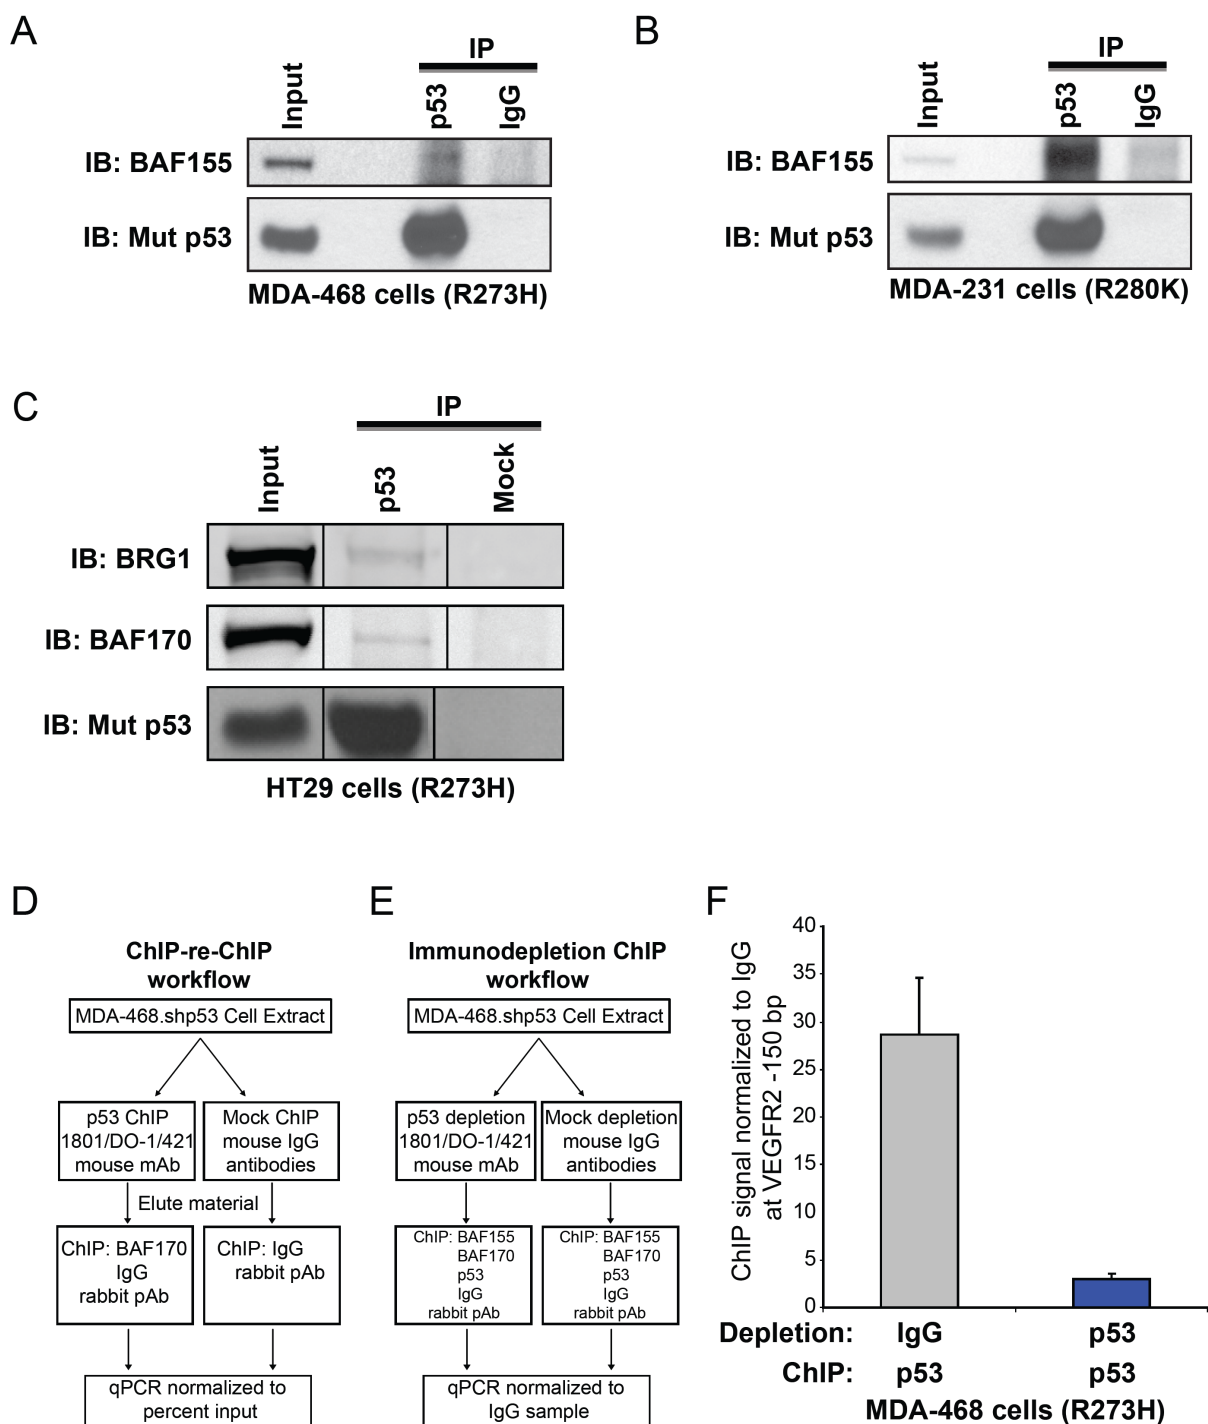 A
IP
Input
p53
IgG
IB: BAF155
IB: Mut p53
MDA-468 cells (R273H)
B
IP
Input
p53
IgG
IB: BAF155
IB: Mut p53
MDA-231 cells (R280K)
C
IP
Input
p53
Mock
IB: BRG1
IB: BAF170
IB: Mut p53
HT29 cells (R273H)
D
ChIP-re-ChIP
workflow
MDA-468.shp53 Cell Extract
p53 ChIP
1801/DO-1/421
mouse mAb
Mock ChIP
mouse IgG
antibodies
Elute material
ChIP: BAF170
IgG
rabbit pAb
ChIP: IgG
rabbit pAb
qPCR normalized to
percent input
E
Immunodepletion ChIP
workflow
MDA-468.shp53 Cell Extract
p53 depletion
1801/DO-1/421
mouse mAb
Mock depletion
mouse IgG
antibodies
ChIP: BAF155
BAF170
p53
IgG
rabbit pAb
ChIP: BAF155
BAF170
p53
IgG
rabbit pAb
qPCR normalized to
IgG sample
F
ChIP signal normalized to IgG
at VEGFR2 -150 bp
40
35
30
25
20
15
10
5
0
Depletion: IgG p53
ChIP: p53 p53
MDA-468 cells (R273H)